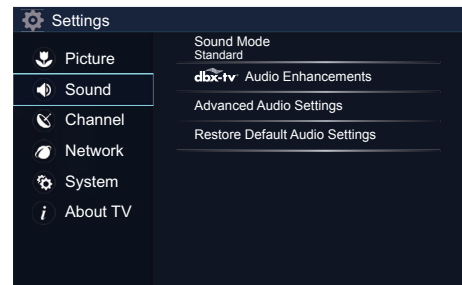 Settings
Picture
Sound
Channel
Network
System
i About TV
Sound Mode
Standard
dbx-tv Audio Enhancements
Advanced Audio Settings
Restore Default Audio Settings